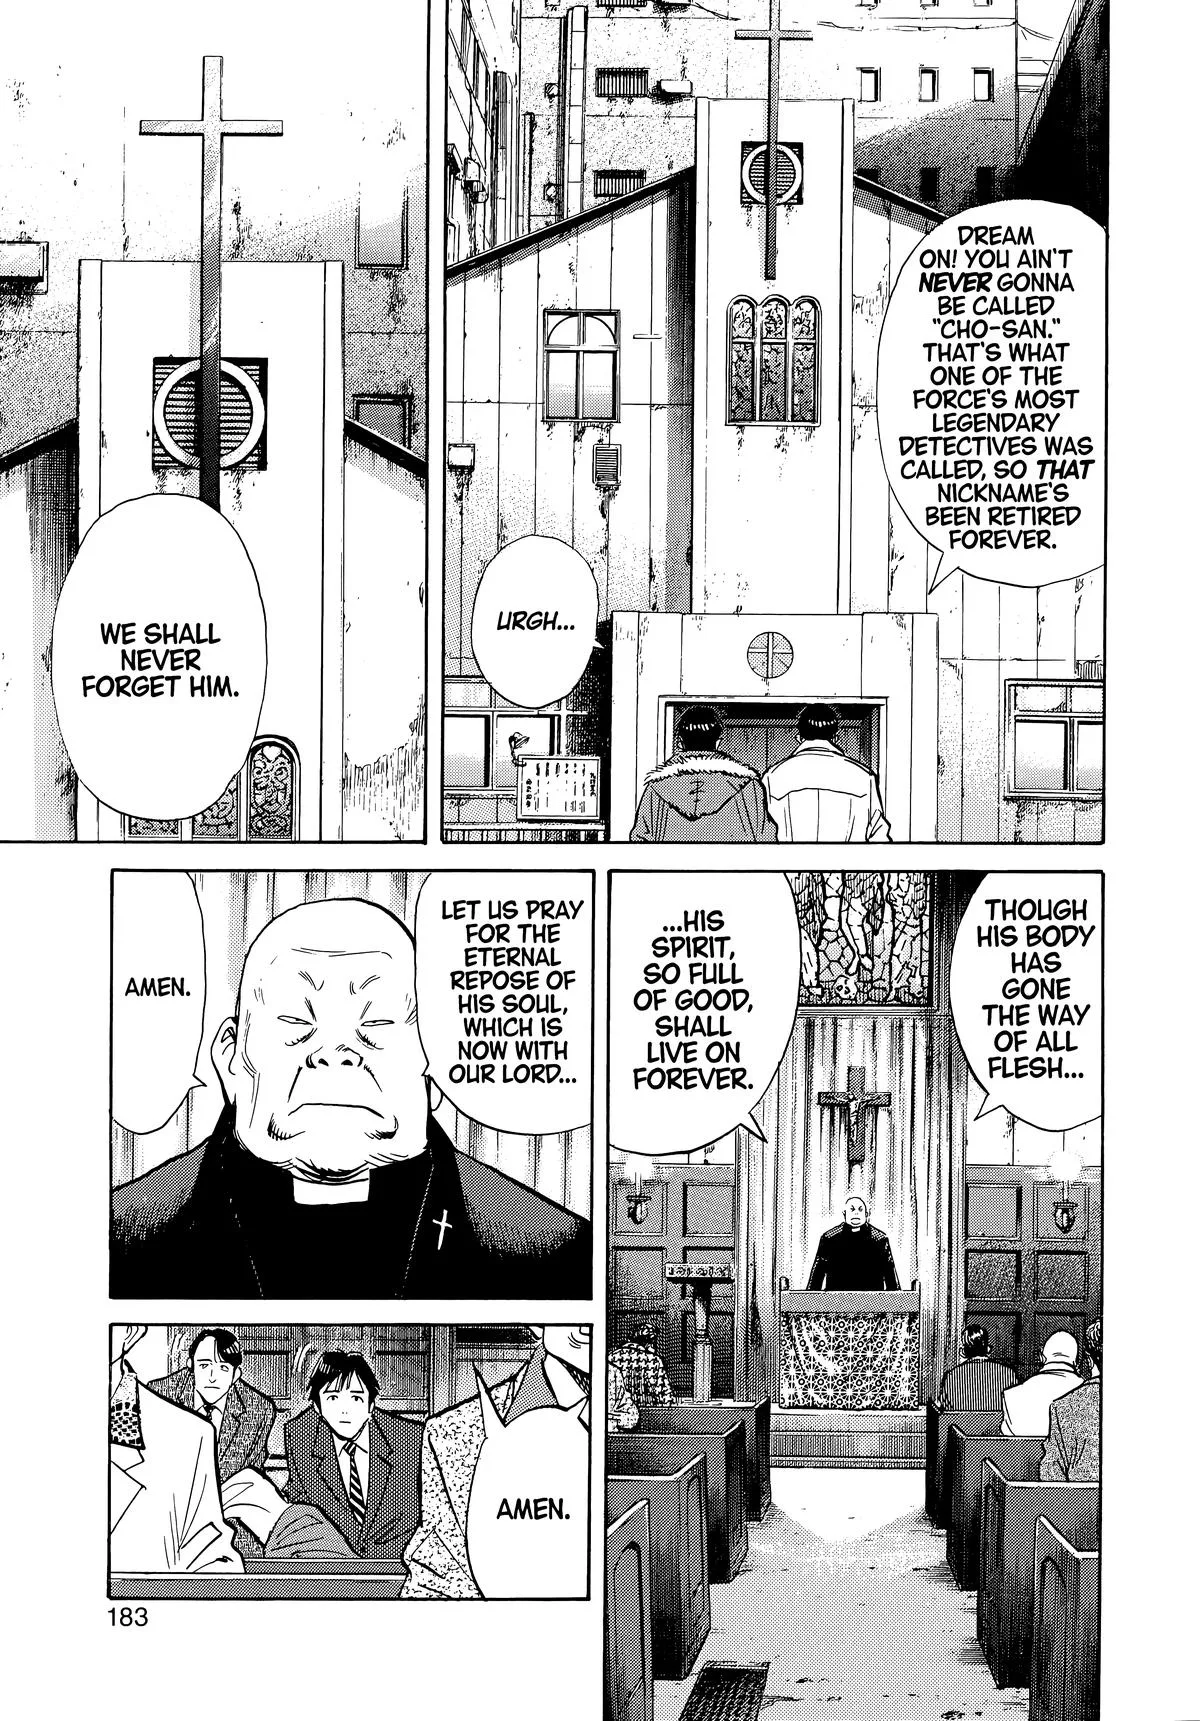 DREAM
ON! YOU AIN'T
NEVER GONNA
BE CALLED
"CHO-SAN."
THAT'S WHAT
ONE OF THE
FORCE'S MOST
LEGENDARY
DETECTIVES WAS
CALLED, SO THAT
NICKNAME'S
BEEN RETIRED
FOREVER.
URGH...
WE SHALL
NEVER
FORGET HIM.
THOUGH
HIS BODY
HAS
GONE
THE WAY
OF ALL
FLESH...
...HIS
SPIRIT,
SO FULL
OF GOOD,
SHALL
LIVE ON
FOREVER.
LET US PRAY
FOR THE
ETERNAL
REPOSE OF
HIS SOUL,
WHICH IS
NOW WITH
OUR LORD...
AMEN.
AMEN.
183